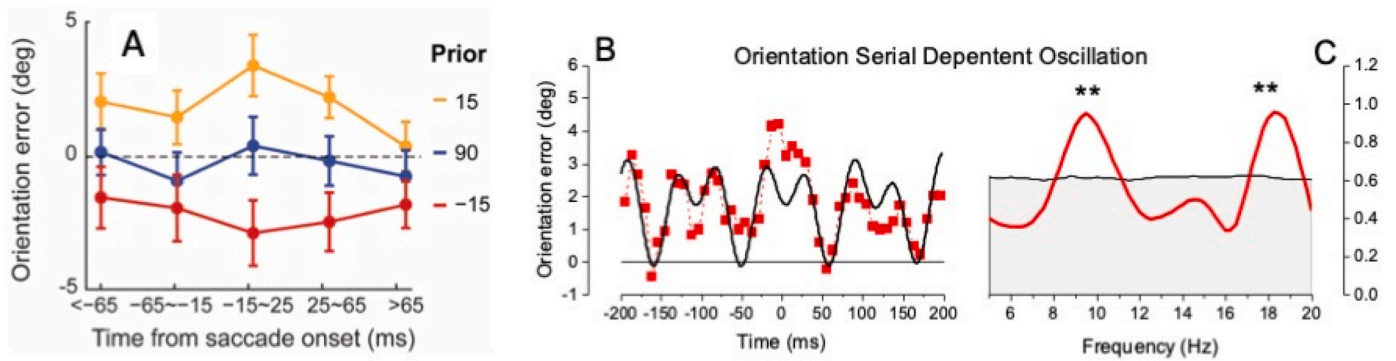 A
Orientation error (deg)
5
0
-5
<-65 -65~-15 -15~25 25~65 >65
Time from saccade onset (ms)
Prior
15
90
-15
B
Orientation Serial Depentent Oscillation
C
Orientation error (deg)
6
5
4
3
2
1
0
-1
-200 -150 -100 -50 0 50 100 150 200
Time (ms)
** **
1.2
1.0
0.8
0.6
0.4
0.2
0.0
6 8 10 12 14 16 18 20
Frequency (Hz)